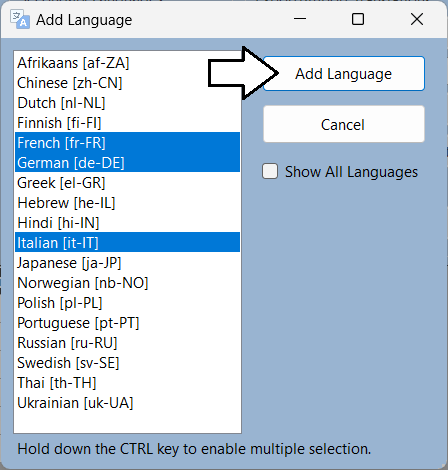 Add Language
Afrikaans [af-ZA]
Chinese [zh-CN]
Dutch [nl-NL]
Finnish [fi-FI]
French [fr-FR]
German [de-DE]
Greek [el-GR]
Hebrew [he-IL]
Hindi [hi-IN]
Italian [it-IT]
Japanese [ja-JP]
Norwegian [nb-NO]
Polish [pl-PL]
Portuguese [pt-PT]
Russian [ru-RU]
Swedish [sv-SE]
Thai [th-TH]
Ukrainian [uk-UA]
Add Language
Cancel
Show All Languages
Hold down the CTRL key to enable multiple selection.